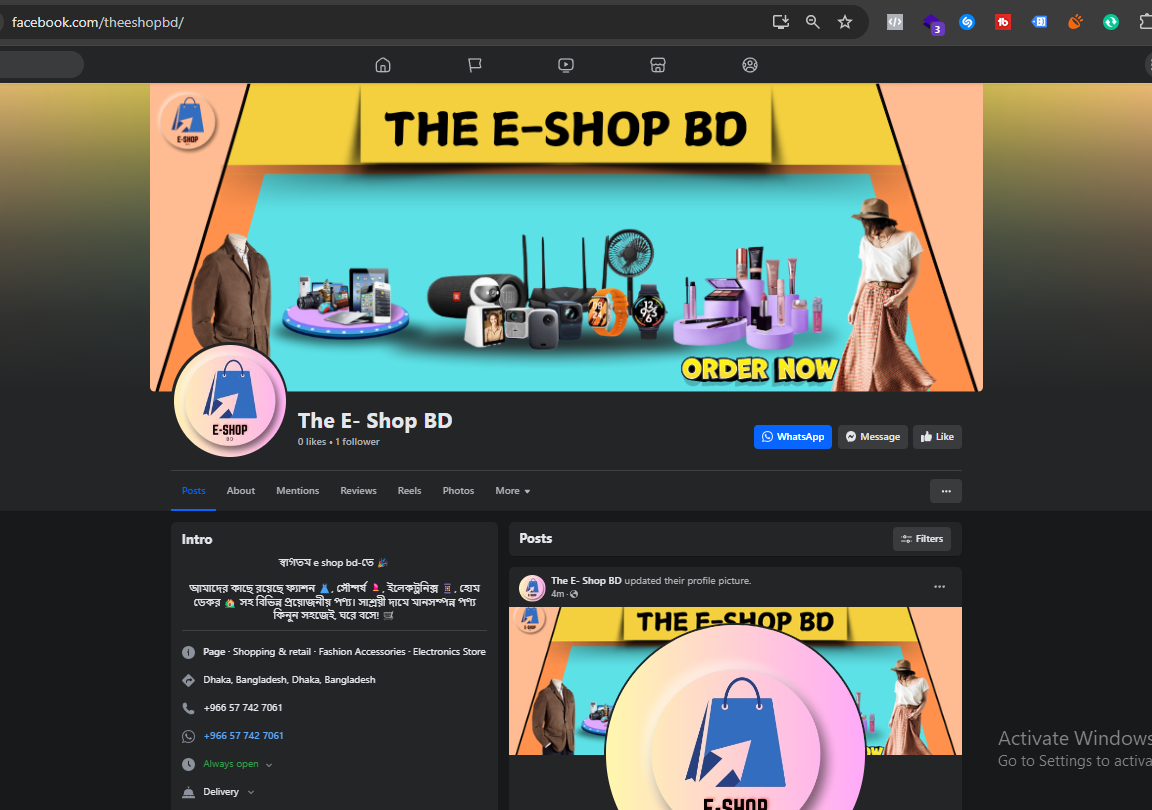 facebook.com/theeshopbd/
3
E-SHOP
THE E-SHOP BD
ORDER NOW
E-SHOP
BD
The E- Shop BD
0 likes • 1 follower
WhatsApp
Message
Like
Posts
About
Mentions
Reviews
Reels
Photos
More
Intro
স্বাগতম e shop bd-তে 🎉
আমাদের কাছে রয়েছে ফ্যাশন 👗, সৌন্দর্য 💄, ইলেকট্রনিক্স 📱, হোম
ডেকর 🏡 সহ বিভিন্ন প্রয়োজনীয় পণ্য। সাশ্রয়ী দামে মানসম্পন্ন পণ্য
কিনুন সহজেই, ঘরে বসে! 🛒
Page · Shopping & retail · Fashion Accessories · Electronics Store
Dhaka, Bangladesh, Dhaka, Bangladesh
+966 57 742 7061
+966 57 742 7061
Always open
Delivery
Posts
Filters
The E- Shop BD updated their profile picture.
4m ·
E-SHOP
THE E-SHOP BD
E-SHOP
Activate Windows
Go to Settings to activa